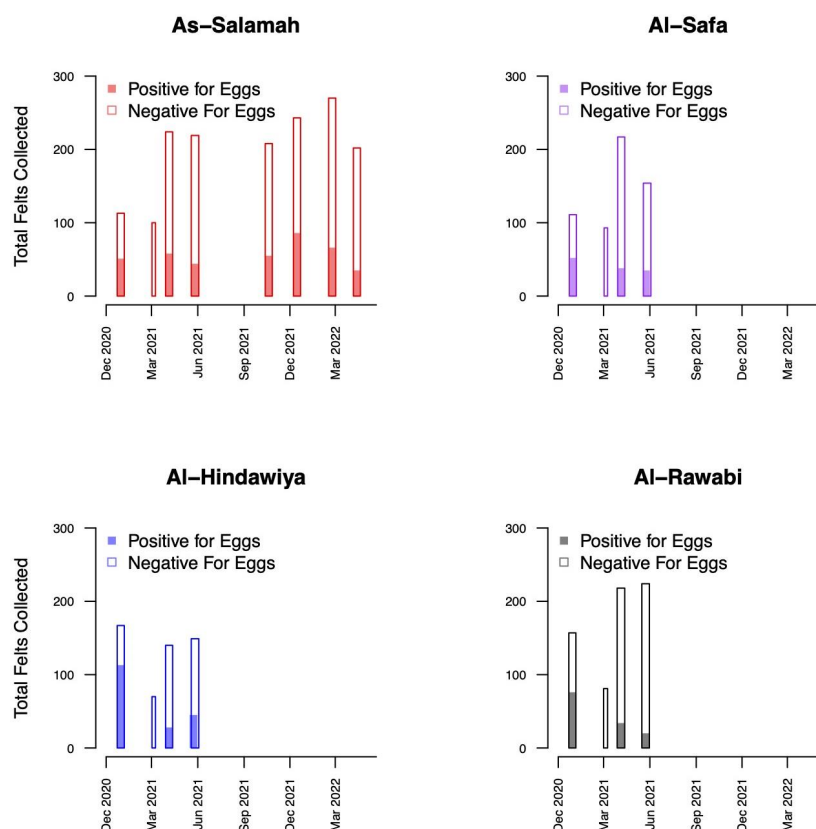 As−Salamah
Total Felts Collected
300
200
100
0
Positive for Eggs
Negative For Eggs
Dec 2020
Mar 2021
Jun 2021
Sep 2021
Dec 2021
Mar 2022
Al−Safa
300
200
100
0
Positive for Eggs
Negative For Eggs
Dec 2020
Mar 2021
Jun 2021
Sep 2021
Dec 2021
Mar 2022
Al−Hindawiya
Total Felts Collected
300
200
100
0
Positive for Eggs
Negative For Eggs
Dec 2020
Mar 2021
Jun 2021
Sep 2021
Dec 2021
Mar 2022
Al−Rawabi
300
200
100
0
Positive for Eggs
Negative For Eggs
Dec 2020
Mar 2021
Jun 2021
Sep 2021
Dec 2021
Mar 2022